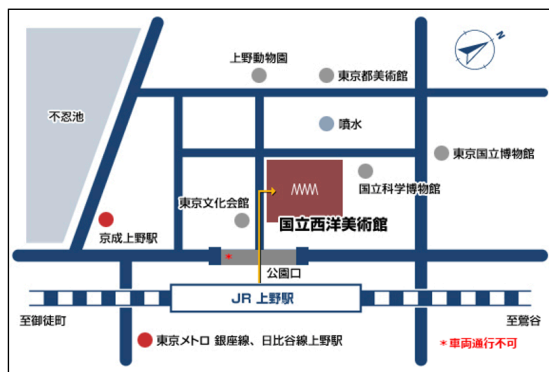 N
上野動物園
東京都美術館
不忍池
噴水
東京国立博物館
国立科学博物館
東京文化会館
国立西洋美術館
京成上野駅
*
公園口
JR 上野駅
至御徒町
至鶯谷
東京メトロ 銀座線、日比谷線上野駅
*車両通行不可